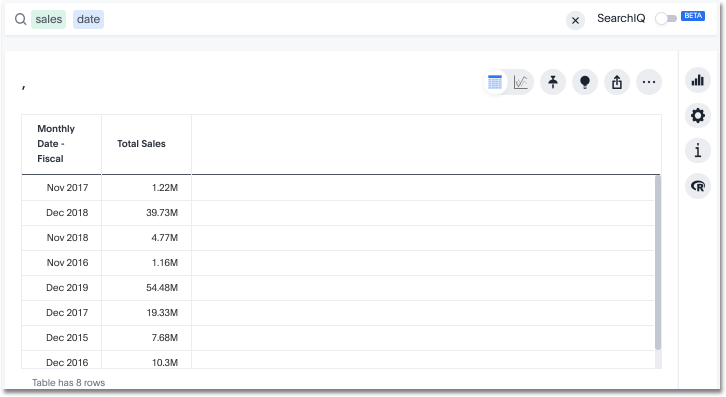 sales date SearchIQ BETA
,
Monthly
Date -
Fiscal
Total Sales
Nov 2017 1.22M
Dec 2018 39.73M
Nov 2018 4.77M
Nov 2016 1.16M
Dec 2019 54.48M
Dec 2017 19.33M
Dec 2015 7.68M
Dec 2016 10.3M
Table has 8 rows